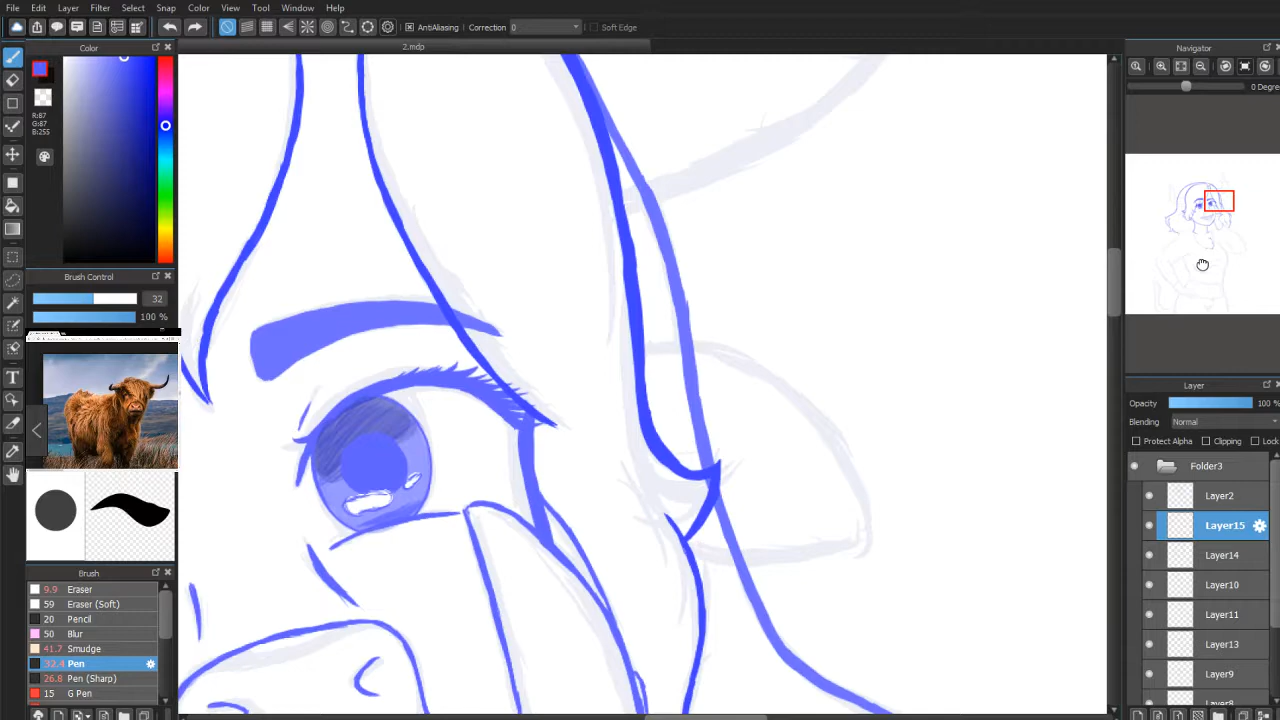 File Edit Layer Filter Select Snap Color View Tool Window Help
AntiAliasing Correction 0 Soft Edge
Color
2.mdp
Navigator
0 Degree
R:87
G:87
B:255
Brush Control
32
100 %
Layer
Opacity 100 %
Blending Normal
Protect Alpha Clipping Lock
Folder3
Layer2
Layer15
Layer14
Layer10
Layer11
Layer13
Layer9
Layer8
Brush
9.9 Eraser
59 Eraser (Soft)
20 Pencil
50 Blur
41.7 Smudge
32.4 Pen
26.8 Pen (Sharp)
15 G Pen